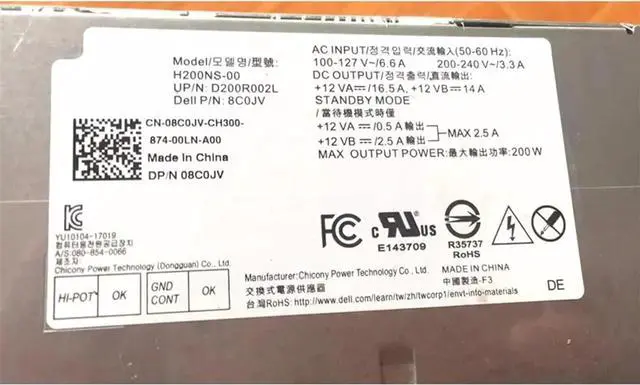 Model/모델명/型號:
H200NS-00
UP/N: D200R002L
Dell P/N: 8C0JV
AC INPUT/정격입력/交流輸入(50-60 Hz):
100-127 V~/6.6 A 200-240 V~/3.3 A
DC OUTPUT/정격출력/直流輸出:
+12 VA⎓/16.5 A, +12 VB⎓14 A
STANDBY MODE
/當待機模式時僅
+12 VA⎓/0.5 A 輸出
+12 VB⎓/2.5 A 輸出
MAX 2.5 A
MAX OUTPUT POWER:最大輸出功率:200W
CN-08C0JV-CH300-
874-00LN-A00
Made In China
DP/N 08C0JV
YU10104-17019
컴퓨터용전원공급장치
A/S:080-854-0066
제조자:
Chicony Power Technology (Dongguan) Co., Ltd.
HI-POT OK GND CONT OK
FC
c UL US
E143709
R35737
RoHS
Manufacturer: Chicony Power Technology Co., Ltd.
交換式電源供應器
台灣RoHS: http://www.dell.com/learn/tw/zh/twcorp1/envt-info-materials
MADE IN CHINA
中國製造-F3
DE